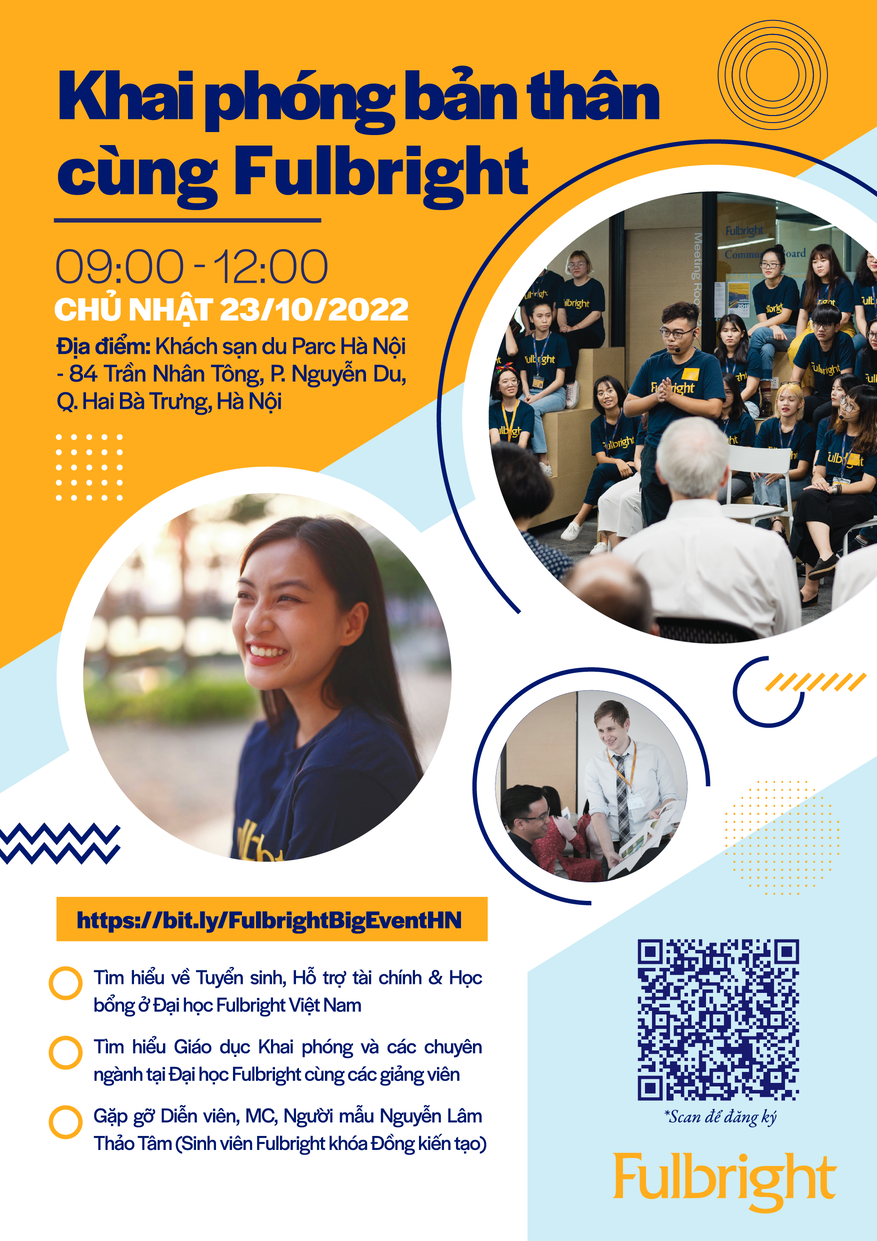 Khai phóng bản thân
cùng Fulbright
09:00 - 12:00
CHỦ NHẬT 23/10/2022
Địa điểm: Khách sạn du Parc Hà Nội
- 84 Trần Nhân Tông, P. Nguyễn Du,
Q. Hai Bà Trưng, Hà Nội
Fulbright
Board
Meeting
Fulbright
https://bit.ly/FulbrightBigEventHN
Tìm hiểu về Tuyển sinh, Hỗ trợ tài chính & Học
bổng ở Đại học Fulbright Việt Nam
Tìm hiểu Giáo dục Khai phóng và các chuyên
ngành tại Đại học Fulbright cùng các giảng viên
Gặp gỡ Diễn viên, MC, Người mẫu Nguyễn Lâm
Thảo Tâm (Sinh viên Fulbright khóa Đồng kiến tạo)
*Scan để đăng ký
Fulbright